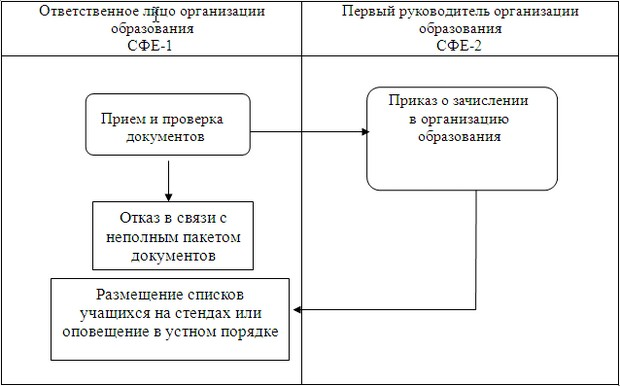 Ответственное лицо организации
образования
СФЕ-1
Первый руководитель организации
образования
СФЕ-2
Прием и проверка
документов
Приказ о зачислении
в организацию
образования
Отказ в связи с
неполным пакетом
документов
Размещение списков
учащихся на стендах или
оповещение в устном порядке